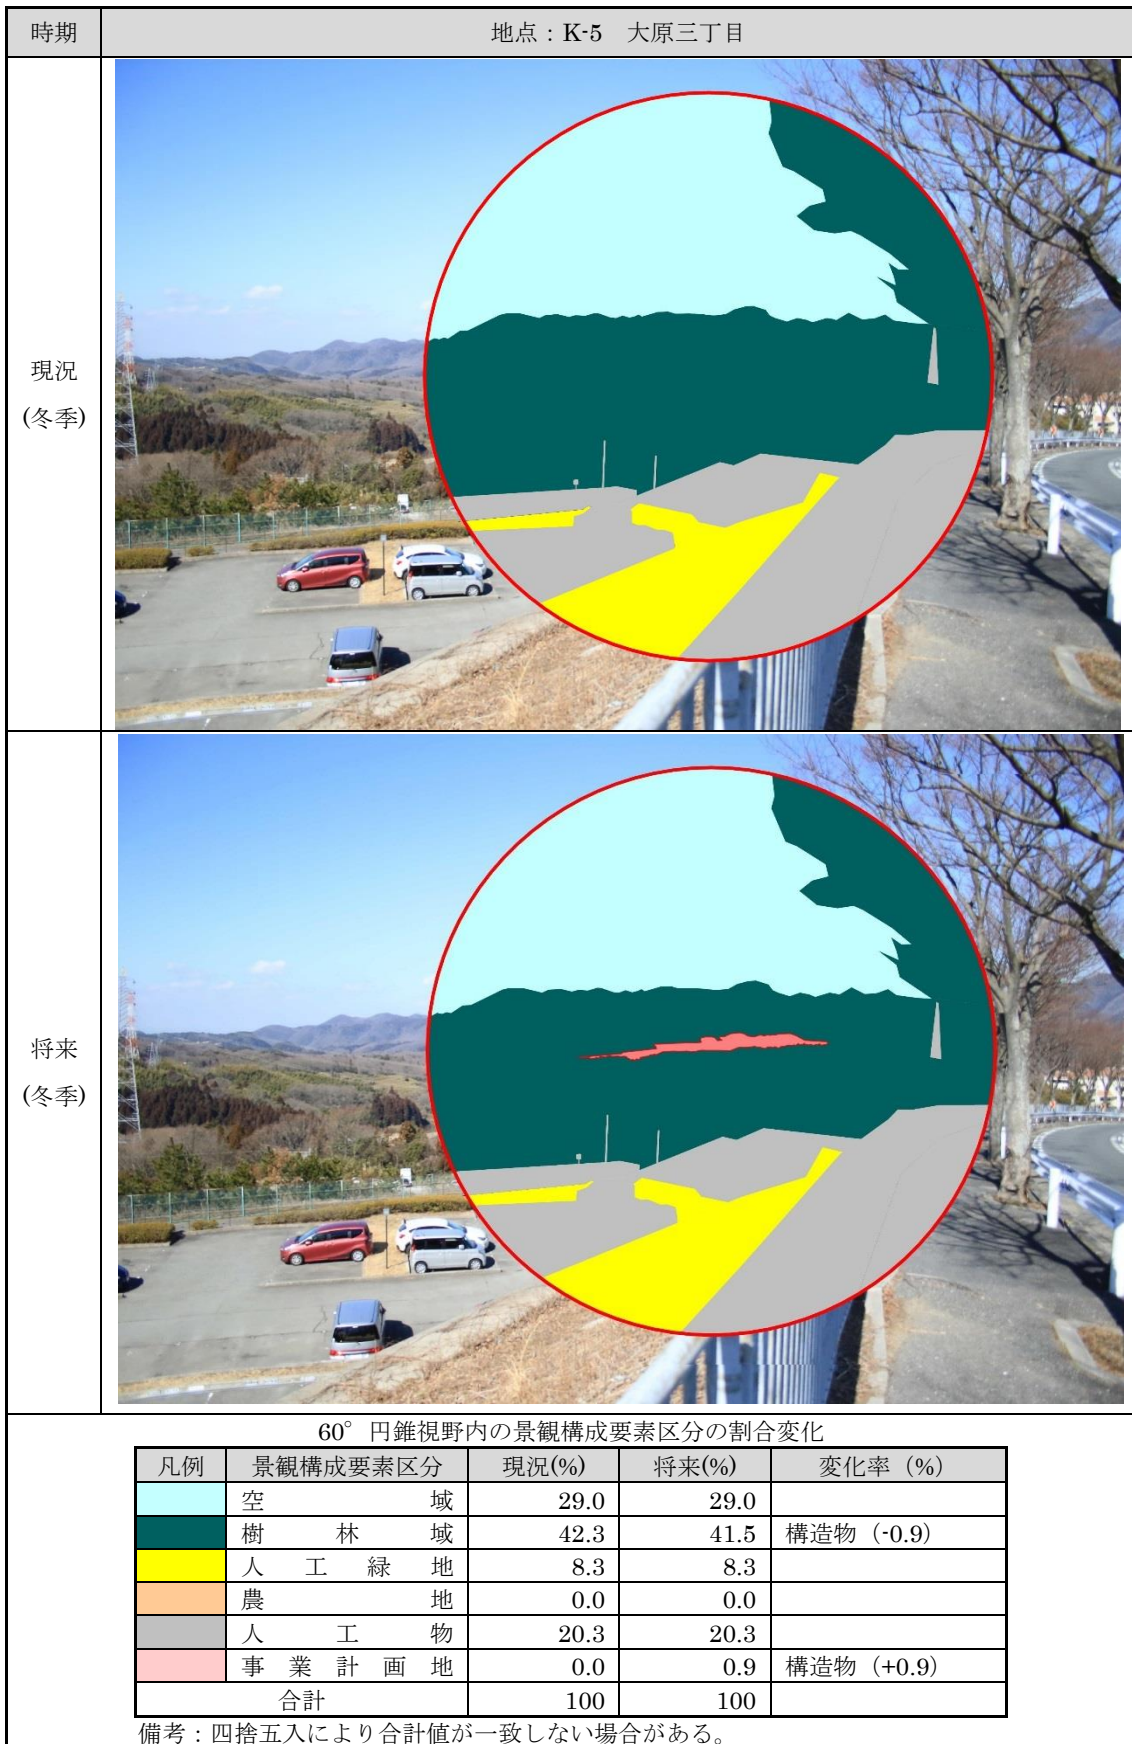 時期 地点：K-5 大原三丁目
現況
(冬季)
将来
(冬季)
60° 円錐視野内の景観構成要素区分の割合変化
凡例 景観構成要素区分 現況(%) 将来(%) 変化率（%）
空域 29.0 29.0
樹林域 42.3 41.5 構造物（-0.9）
人工緑地 8.3 8.3
農地 0.0 0.0
人工物 20.3 20.3
事業計画地 0.0 0.9 構造物（+0.9）
合計 100 100
備考：四捨五入により合計値が一致しない場合がある。